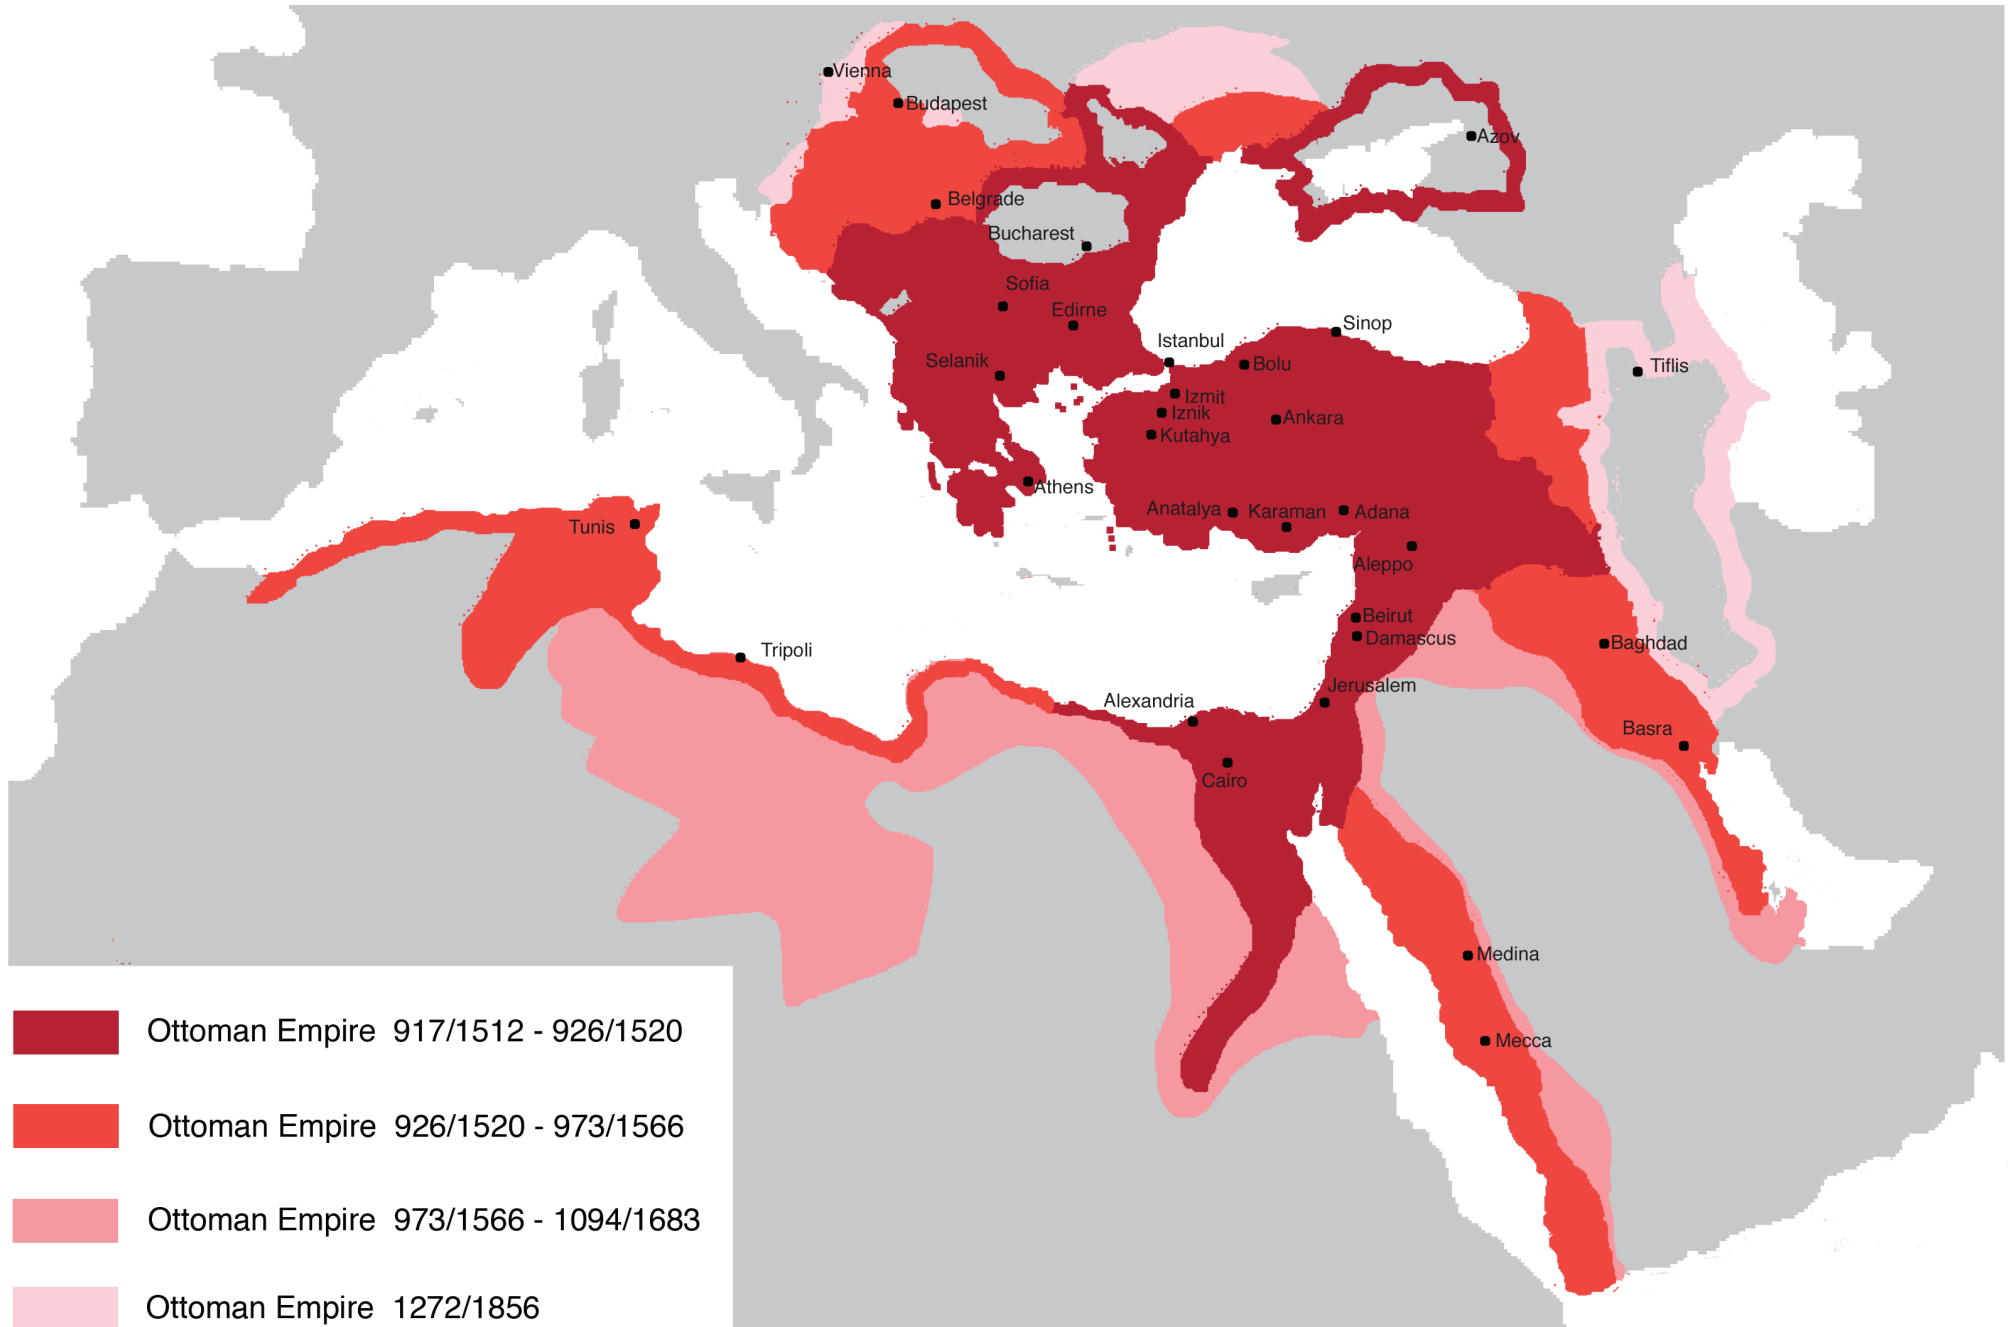 Vienna
Budapest
Azov
Belgrade
Bucharest
Sofia
Edirne
Sinop
Istanbul
Selanik
Bolu
Tiflis
Izmit
Iznik
Ankara
Kutahya
Athens
Anatalya
Karaman
Adana
Tunis
Aleppo
Beirut
Damascus
Baghdad
Tripoli
Jerusalem
Alexandria
Basra
Cairo
Medina
Mecca
Ottoman Empire 917/1512 - 926/1520
Ottoman Empire 926/1520 - 973/1566
Ottoman Empire 973/1566 - 1094/1683
Ottoman Empire 1272/1856